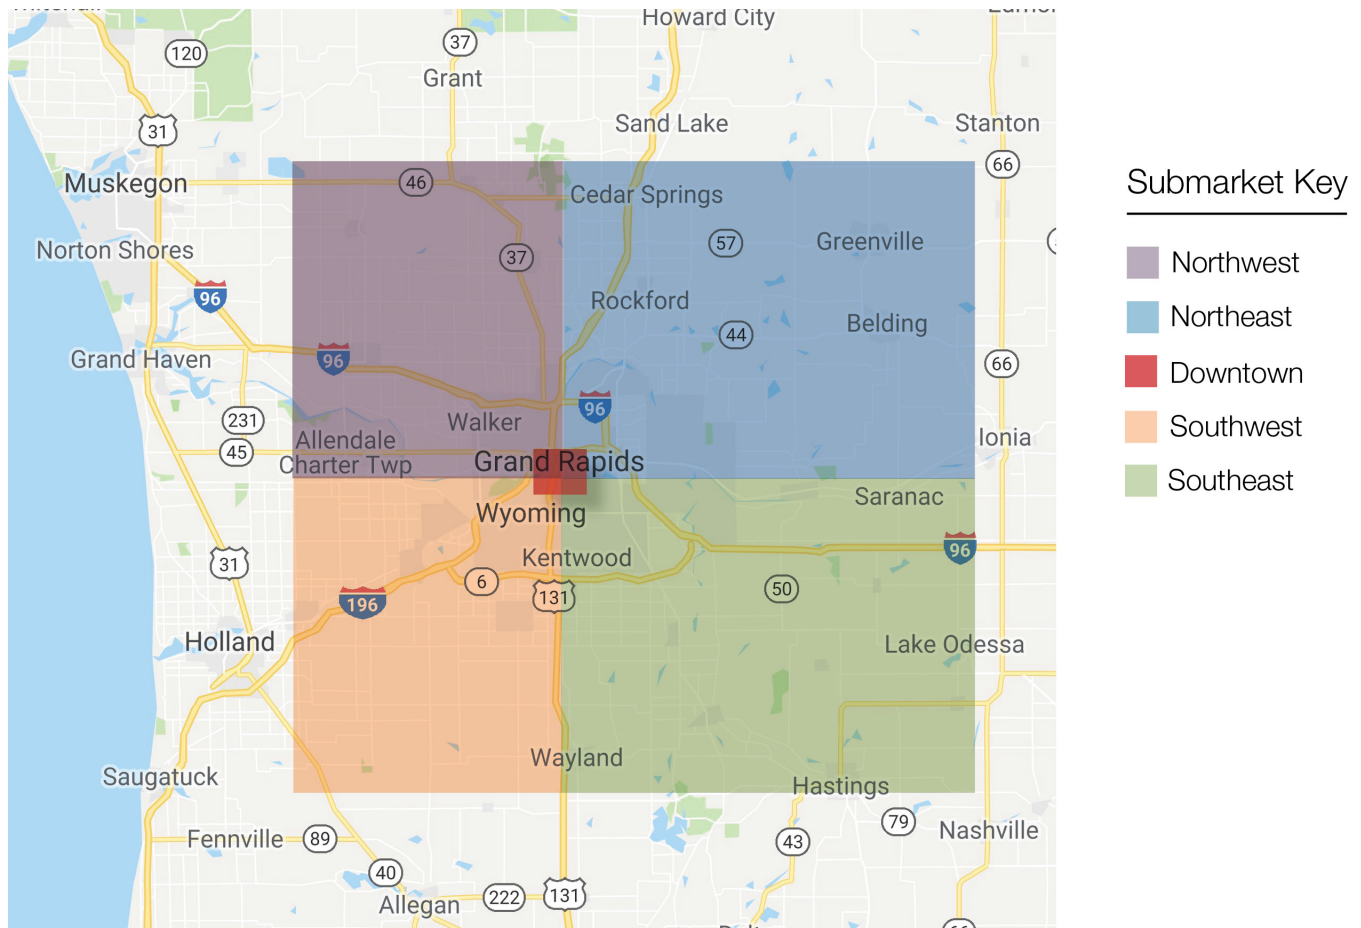 Howard City
37
120
Grant
31
Sand Lake
Stanton
66
Muskegon
46
Cedar Springs
Norton Shores
37
57
Greenville
96
Rockford
Belding
44
Grand Haven
96
66
96
231
Walker
45
Allendale
Charter Twp
Ionia
Grand Rapids
Saranac
Wyoming
31
Kentwood
96
6
131
50
196
Holland
Lake Odessa
Wayland
Saugatuck
Hastings
79
Nashville
Fennville
89
43
40
Allegan
222
131
Submarket Key
Northwest
Northeast
Downtown
Southwest
Southeast